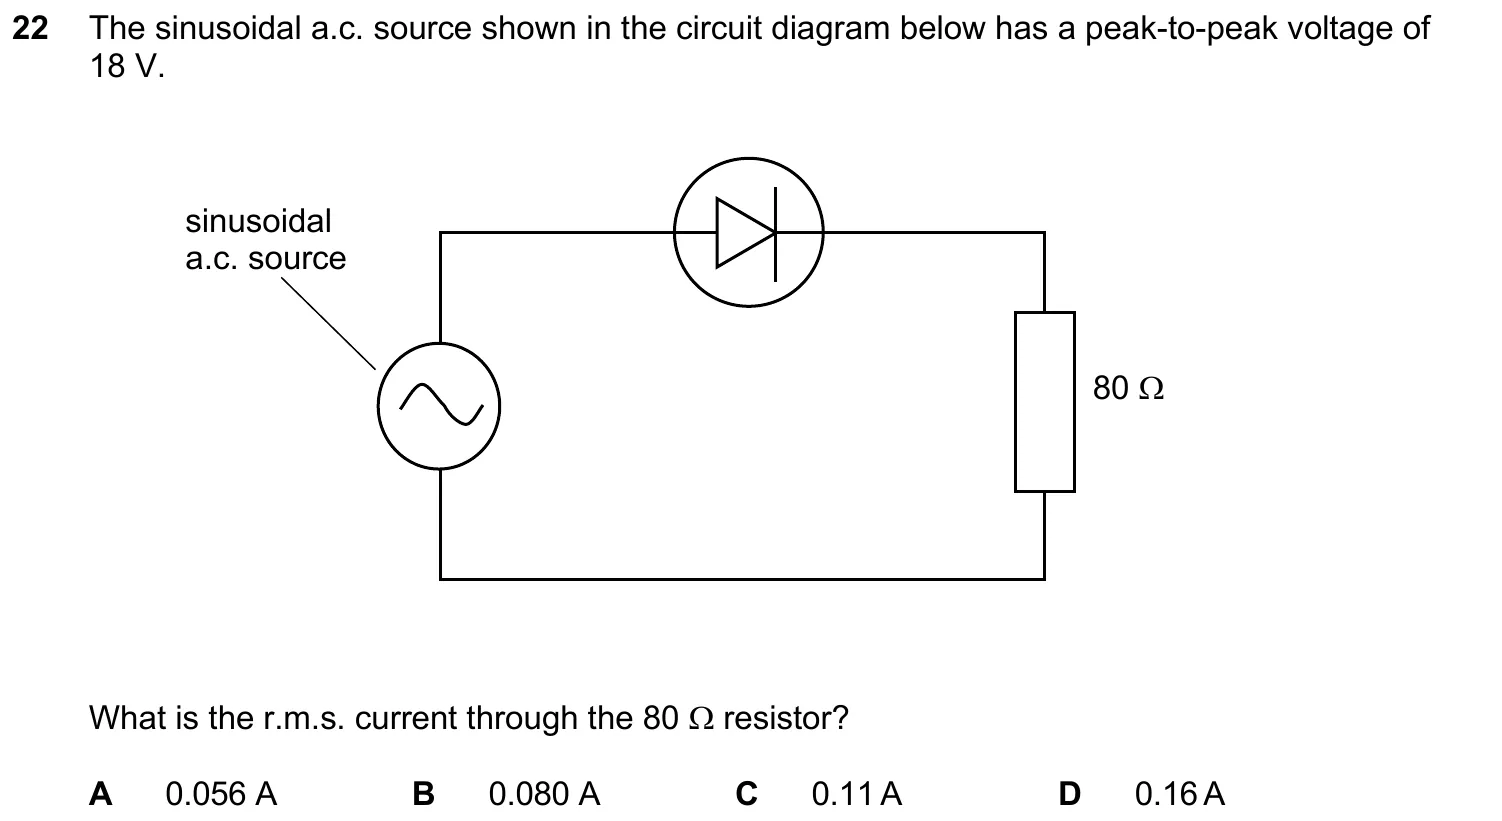 22 The sinusoidal a.c. source shown in the circuit diagram below has a peak-to-peak voltage of
18 V.
sinusoidal
a.c. source
80 Ω
What is the r.m.s. current through the 80 Ω resistor?
A 0.056 A B 0.080 A C 0.11 A D 0.16 A